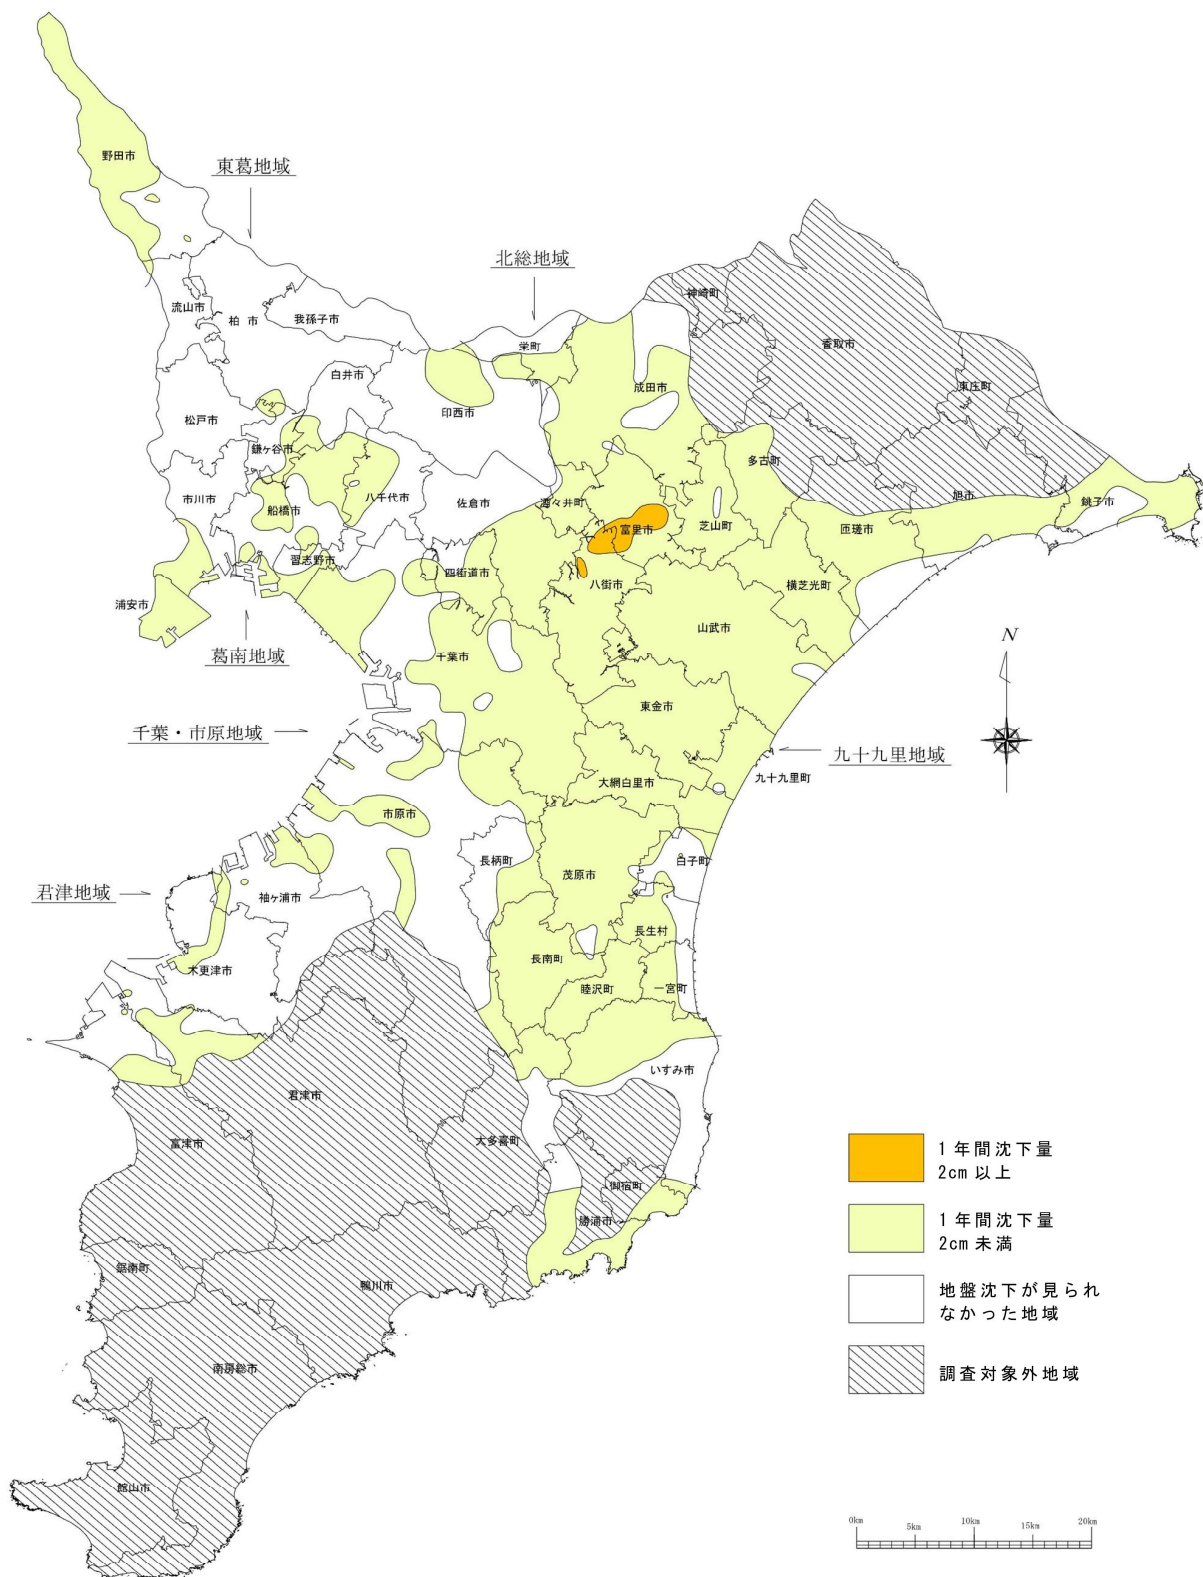 野田市
東葛地域
北総地域
神崎町
流山市
柏 市
我孫子市
栄町
香取市
成田市
東庄町
白井市
印西市
松戸市
鎌ヶ谷市
多古町
市川市
船橋市
八千代市
佐倉市
酒々井町
富里市
芝山町
旭市
銚子市
匝瑳市
習志野市
四街道市
八街市
横芝光町
浦安市
葛南地域
千葉市
山武市
N
東金市
千葉・市原地域
九十九里地域
九十九里町
大網白里市
市原市
長柄町
茂原市
白子町
君津地域
袖ヶ浦市
長生村
木更津市
長南町
睦沢町
一宮町
いすみ市
君津市
富津市
大多喜町
御宿町
勝浦市
鋸南町
鴨川市
南房総市
館山市
1年間沈下量
2cm以上
1年間沈下量
2cm未満
地盤沈下が見られ
なかった地域
調査対象外地域
0km 5km 10km 15km 20km